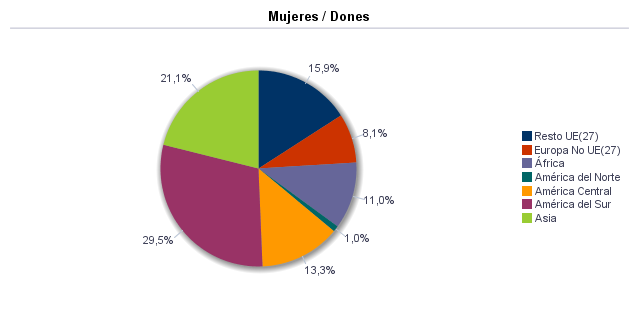 Mujeres / Dones
15,9%
8,1%
11,0%
1,0%
13,3%
29,5%
21,1%
Resto UE(27)
Europa No UE(27)
África
América del Norte
América Central
América del Sur
Asia